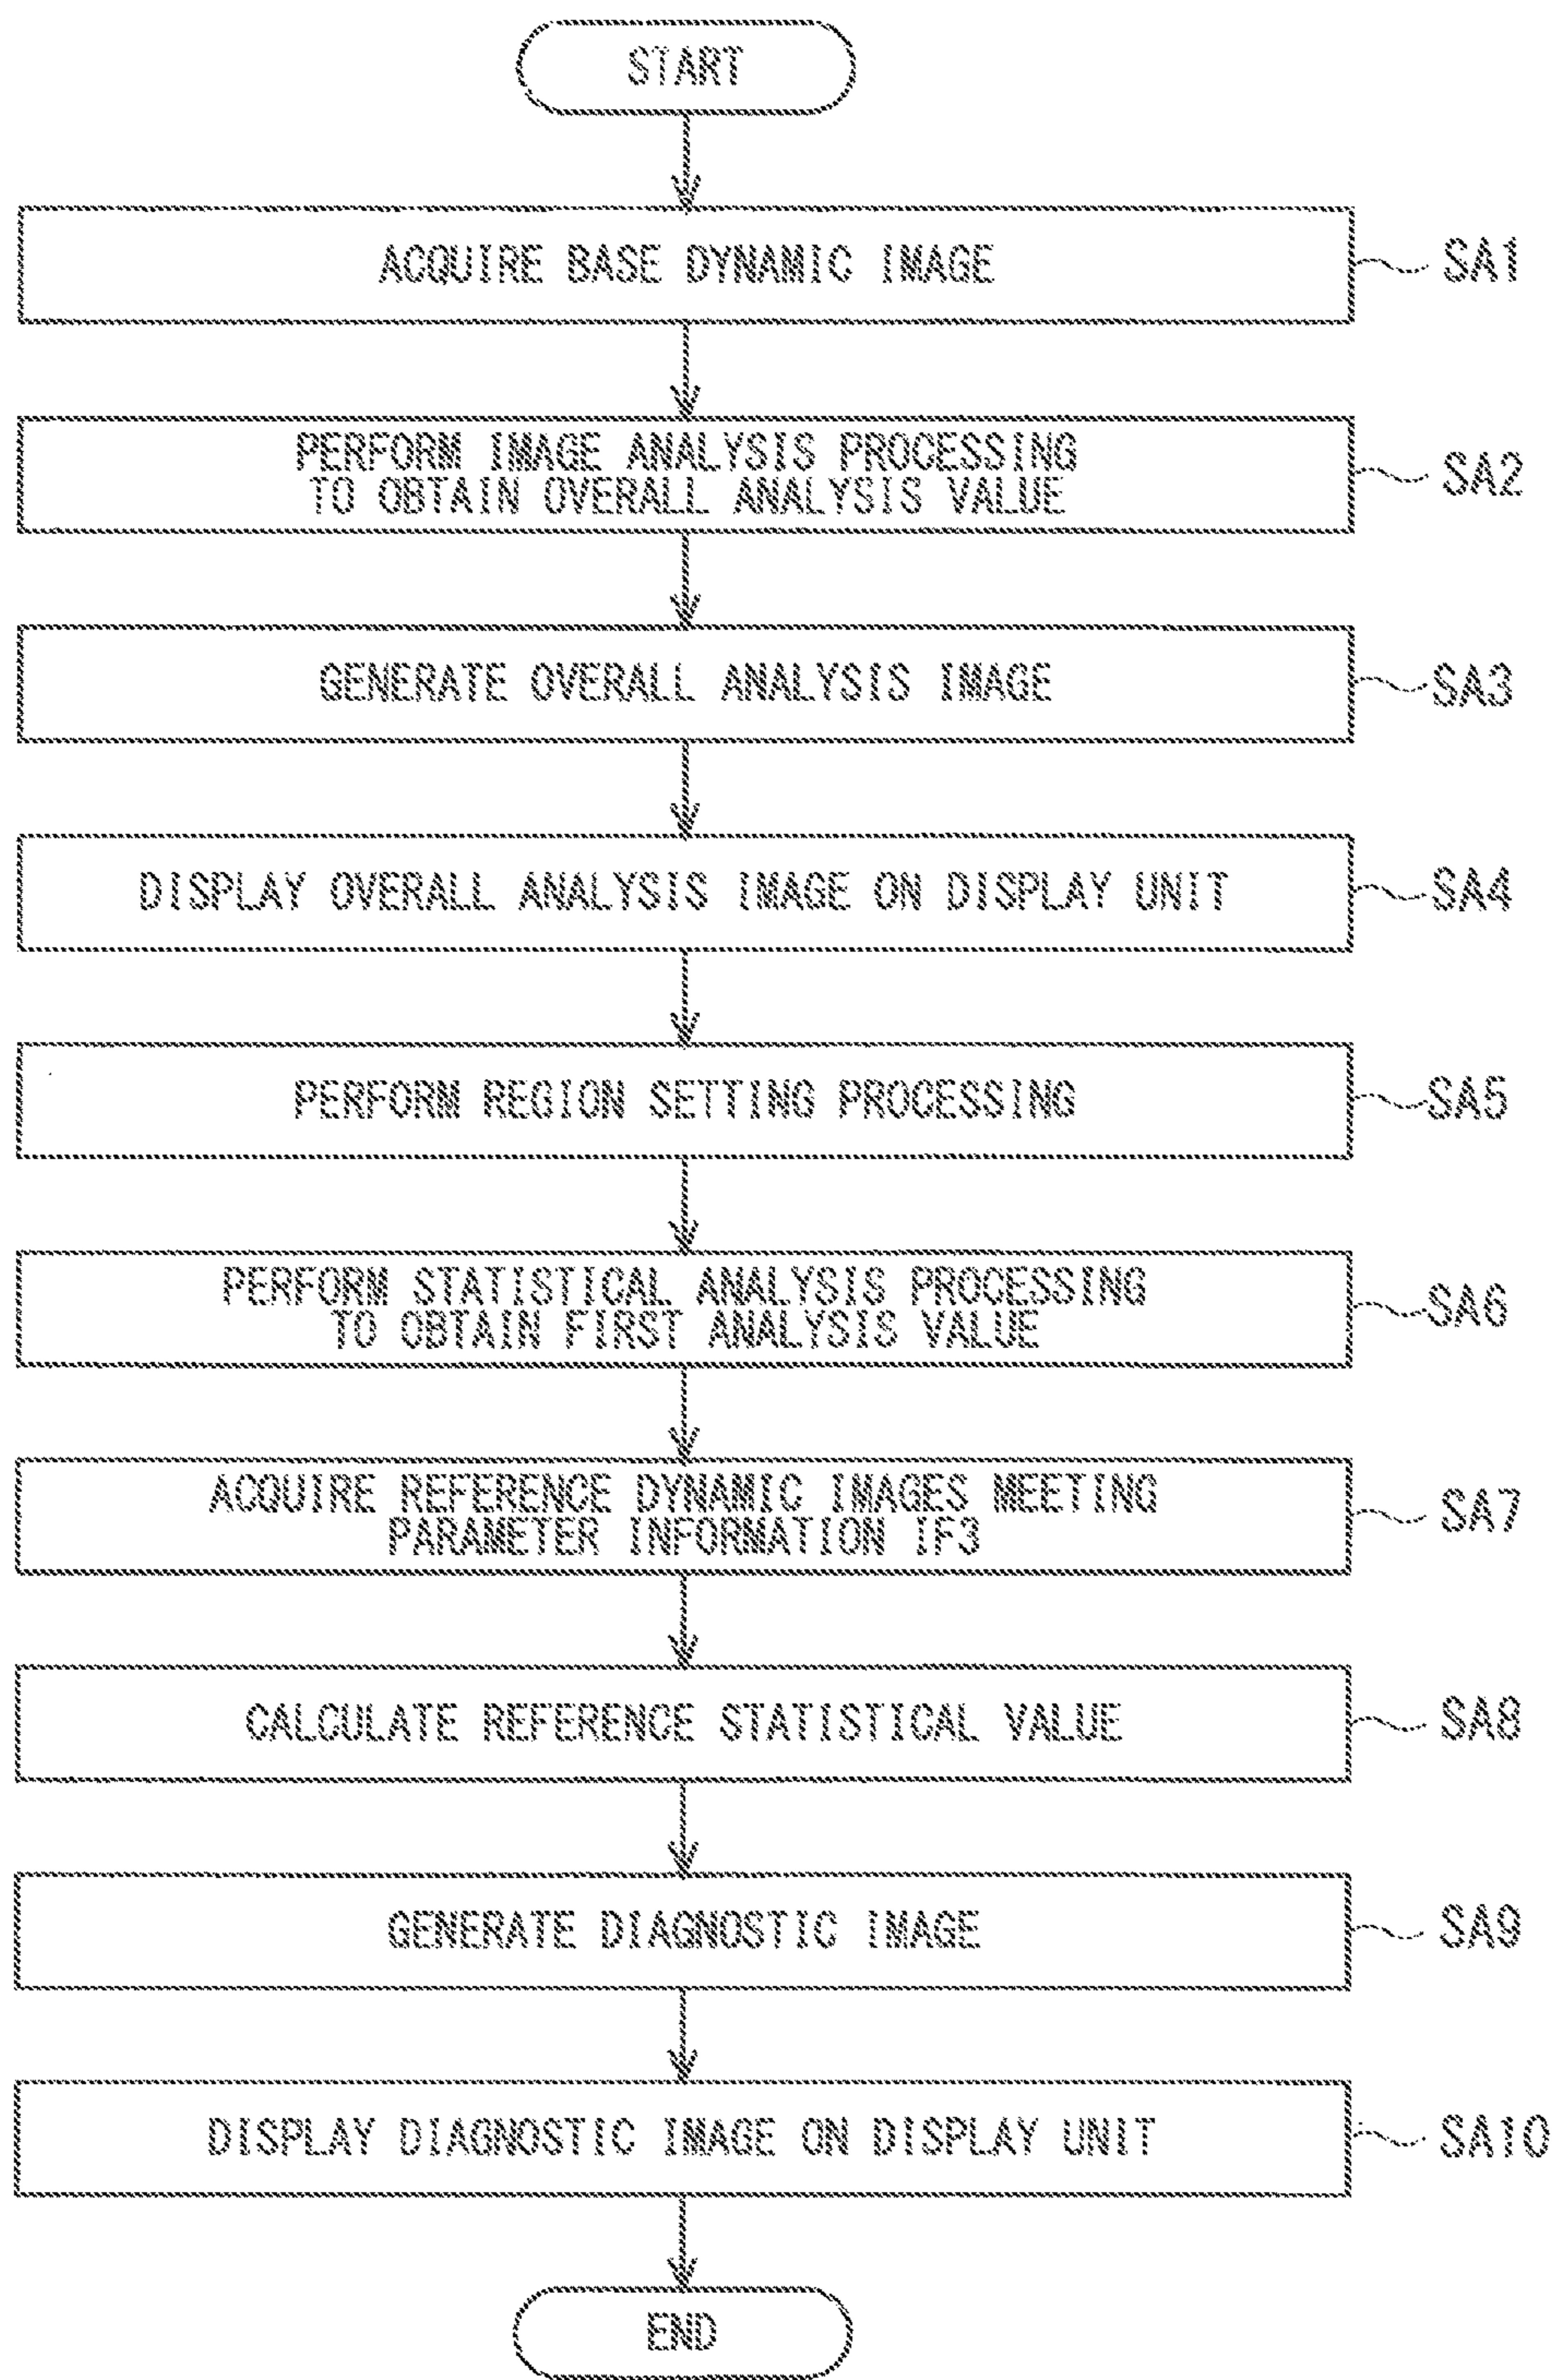 START
ACQUIRE BASE DYNAMIC IMAGE
SA1
PERFORM IMAGE ANALYSIS PROCESSING
TO OBTAIN OVERALL ANALYSIS VALUE
SA2
GENERATE OVERALL ANALYSIS IMAGE
SA3
DISPLAY OVERALL ANALYSIS IMAGE ON DISPLAY UNIT
SA4
PERFORM REGION SETTING PROCESSING
SA5
PERFORM STATISTICAL ANALYSIS PROCESSING
TO OBTAIN FIRST ANALYSIS VALUE
SA6
ACQUIRE REFERENCE DYNAMIC IMAGES MEETING
PARAMETER INFORMATION IF3
SA7
CALCULATE REFERENCE STATISTICAL VALUE
SA8
GENERATE DIAGNOSTIC IMAGE
SA9
DISPLAY DIAGNOSTIC IMAGE ON DISPLAY UNIT
SA10
END